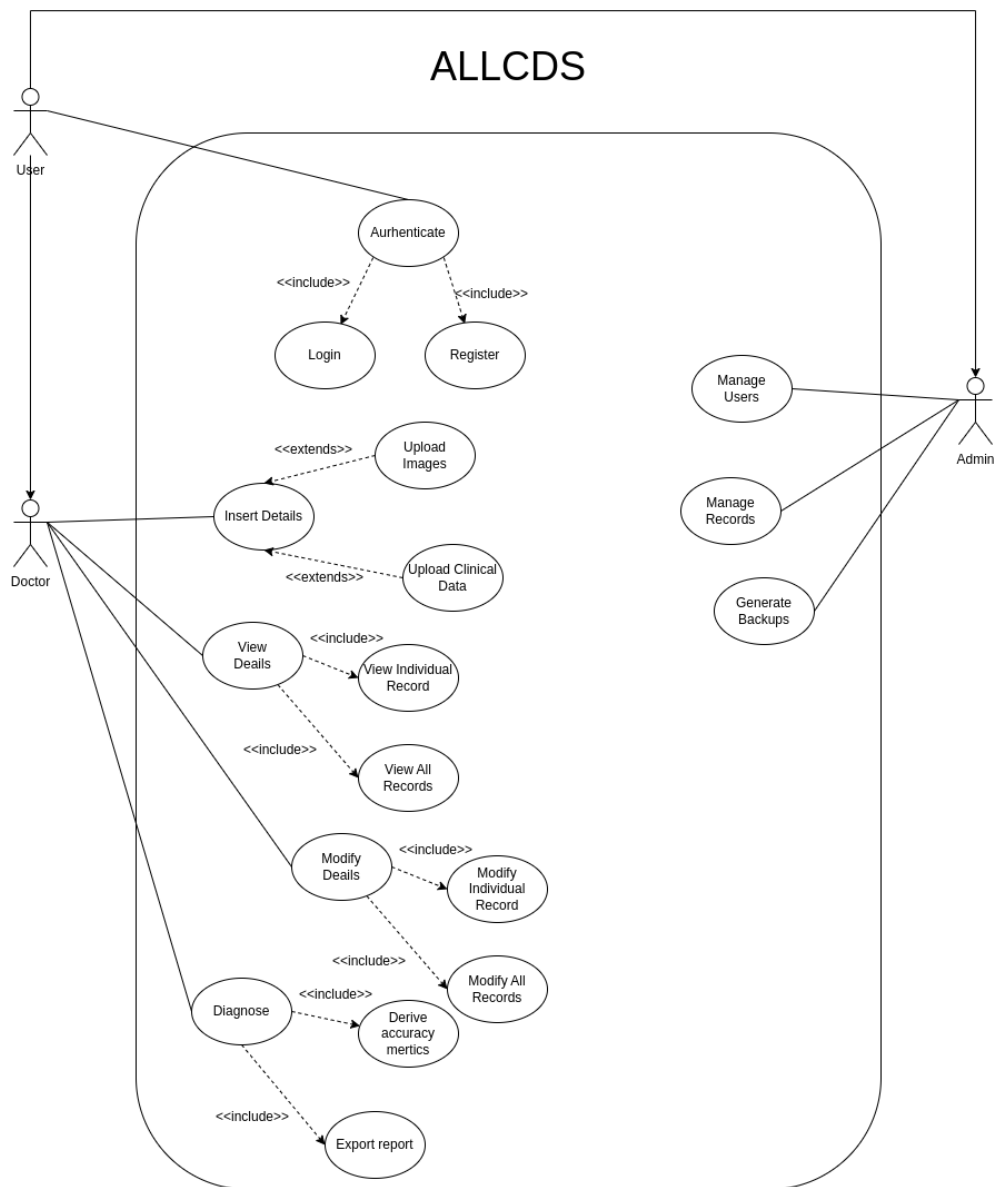 ALLCDS
User
Aurhenticate
<<include>>
<<include>>
Login
Register
Manage
Users
Admin
Upload
Images
<<extends>>
Insert Details
Manage
Records
Doctor
<<extends>>
Upload Clinical
Data
Generate
Backups
View
Deails
<<include>>
View Individual
Record
<<include>>
View All
Records
Modify
Deails
<<include>>
Modify
Individual
Record
<<include>>
Modify All
Records
Diagnose
<<include>>
Derive
accuracy
mertics
<<include>>
Export report